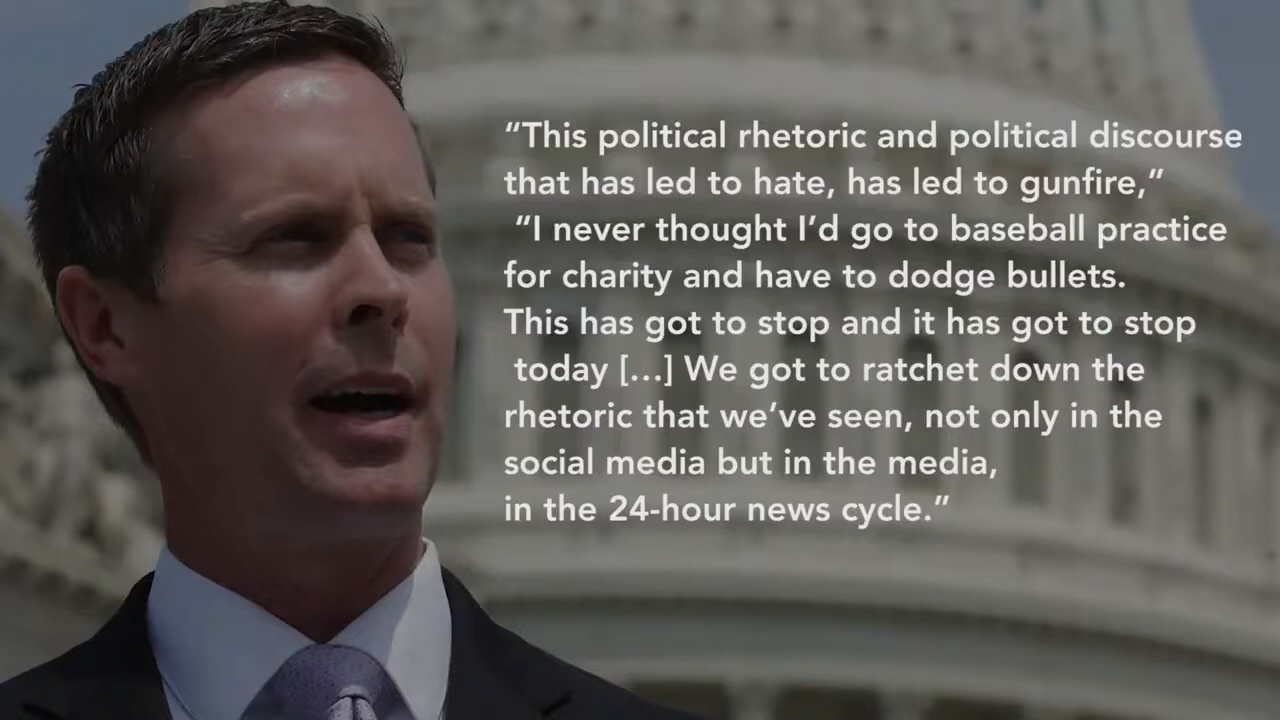 “This political rhetoric and political discourse
that has led to hate, has led to gunfire,”
“I never thought I’d go to baseball practice
for charity and have to dodge bullets.
This has got to stop and it has got to stop
today [...] We got to ratchet down the
rhetoric that we’ve seen, not only in the
social media but in the media,
in the 24-hour news cycle.”